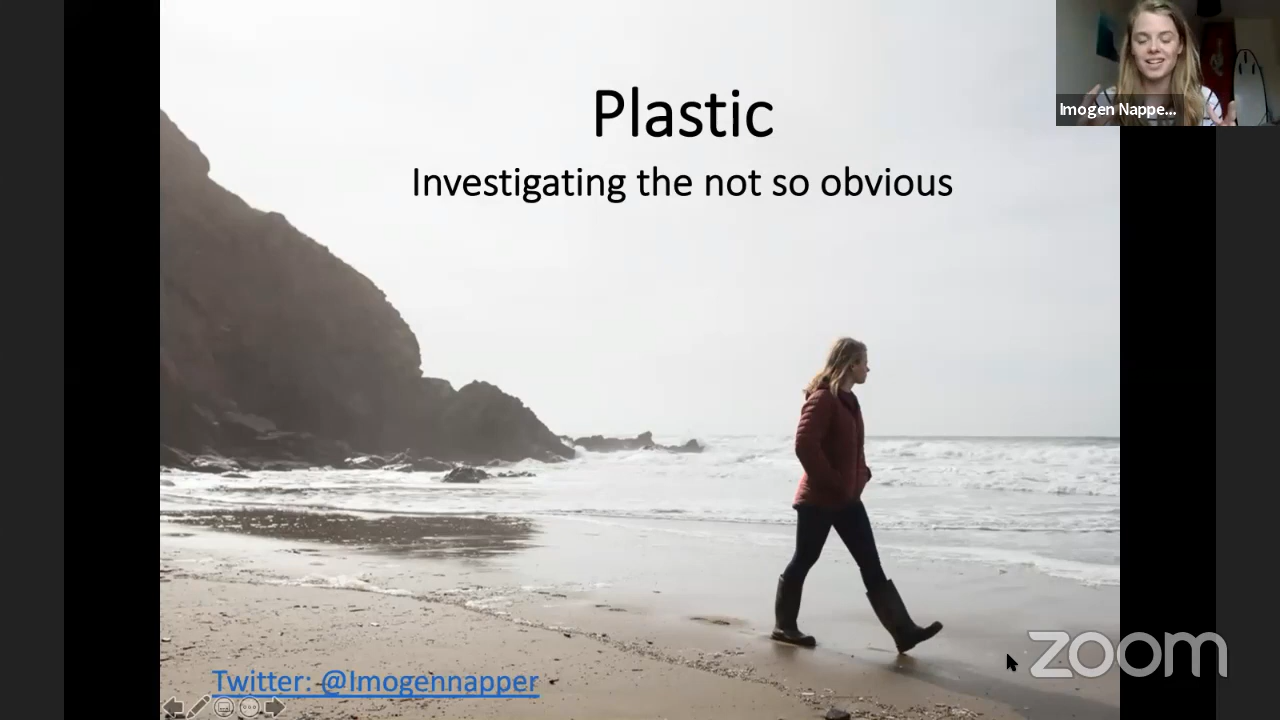 Plastic
Investigating the not so obvious
Imogen Nappe...
Twitter: @Imogennapper
zoom